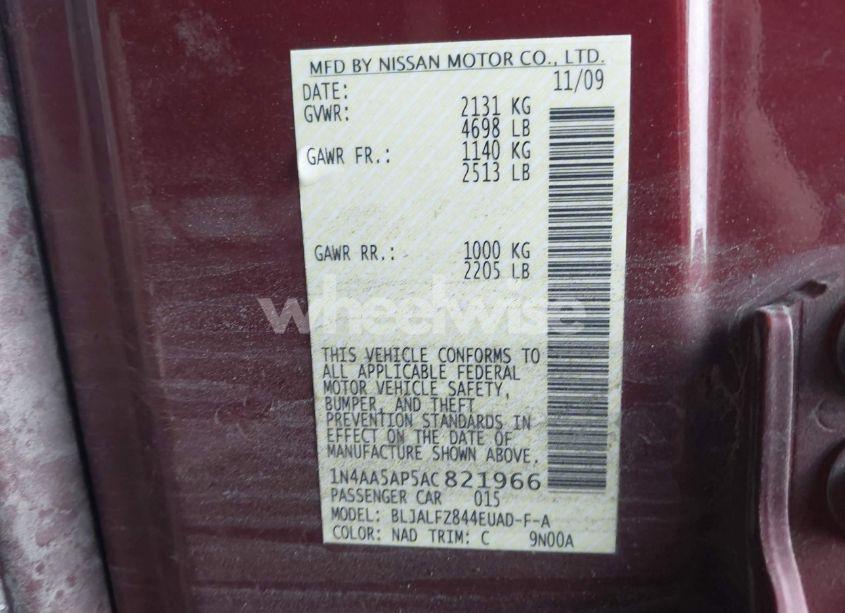 MFD BY NISSAN MOTOR CO., LTD.
DATE: 11/09
GVWR: 2131 KG
4698 LB
GAWR FR.: 1140 KG
2513 LB
GAWR RR.: 1000 KG
2205 LB
wheelwise
THIS VEHICLE CONFORMS TO
ALL APPLICABLE FEDERAL
MOTOR VEHICLE SAFETY,
BUMPER, AND THEFT
PREVENTION STANDARDS IN
EFFECT ON THE DATE OF
MANUFACTURE SHOWN ABOVE.
1N4AA5AP5AC821966
PASSENGER CAR 015
MODEL: BLJALFZ844EUAD-F-A
COLOR: NAD TRIM: C 9N00A